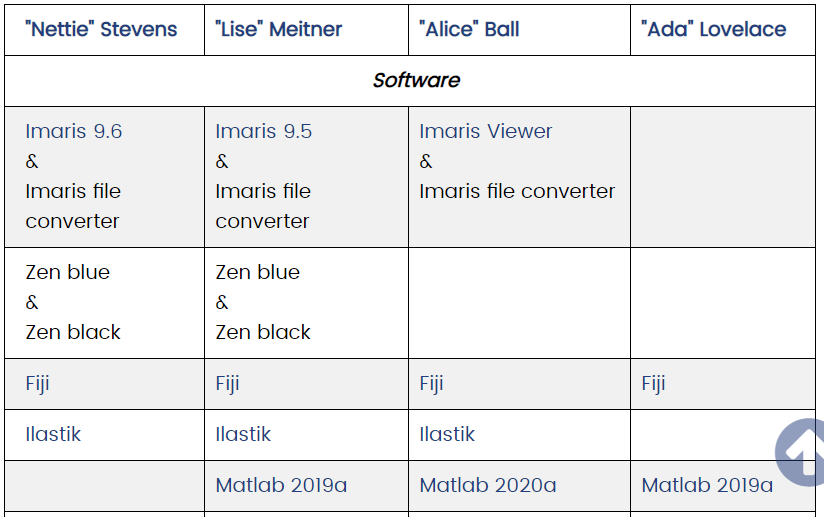 "Nettie" Stevens "Lise" Meitner "Alice" Ball "Ada" Lovelace
Software
Imaris 9.6 Imaris 9.5 Imaris Viewer
& & &
Imaris file Imaris file Imaris file converter
converter converter
Zen blue Zen blue
& &
Zen black Zen black
Fiji Fiji Fiji Fiji
Ilastik Ilastik Ilastik
Matlab 2019a Matlab 2020a Matlab 2019a